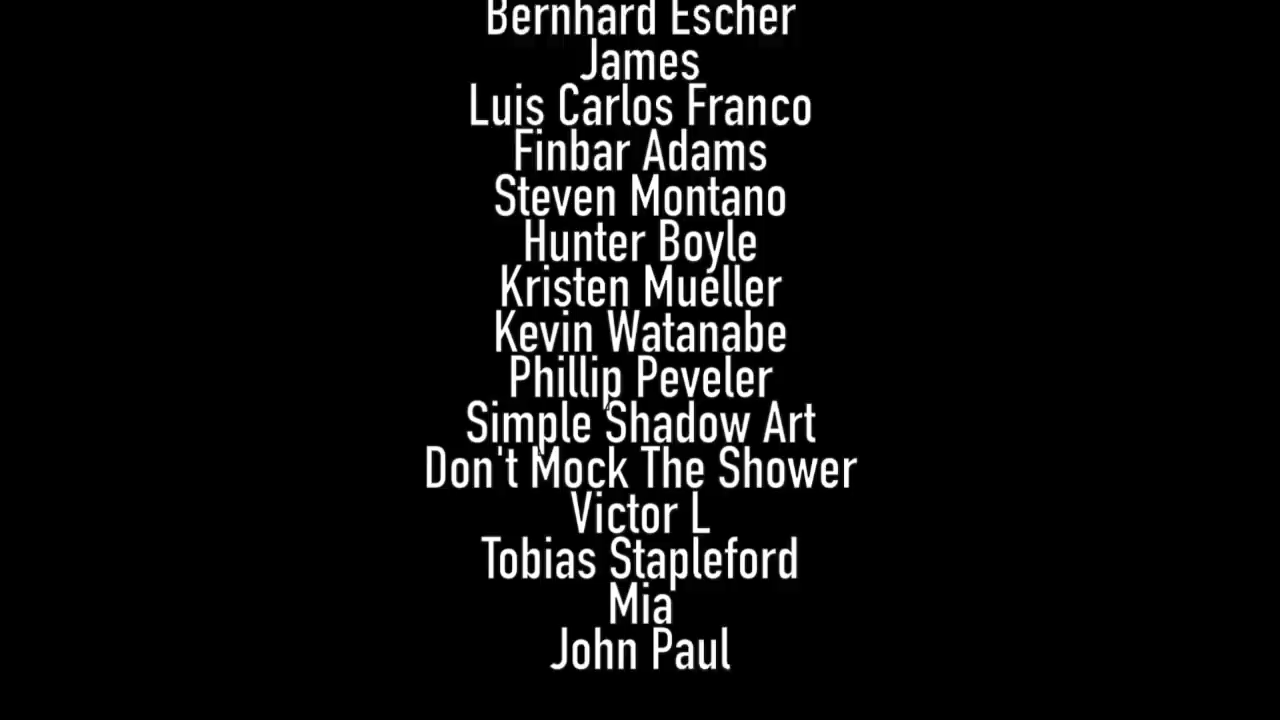 Bernhard Escher
James
Luis Carlos Franco
Finbar Adams
Steven Montano
Hunter Boyle
Kristen Mueller
Kevin Watanabe
Phillip Peveler
Simple Shadow Art
Don't Mock The Shower
Victor L
Tobias Stapleford
Mia
John Paul